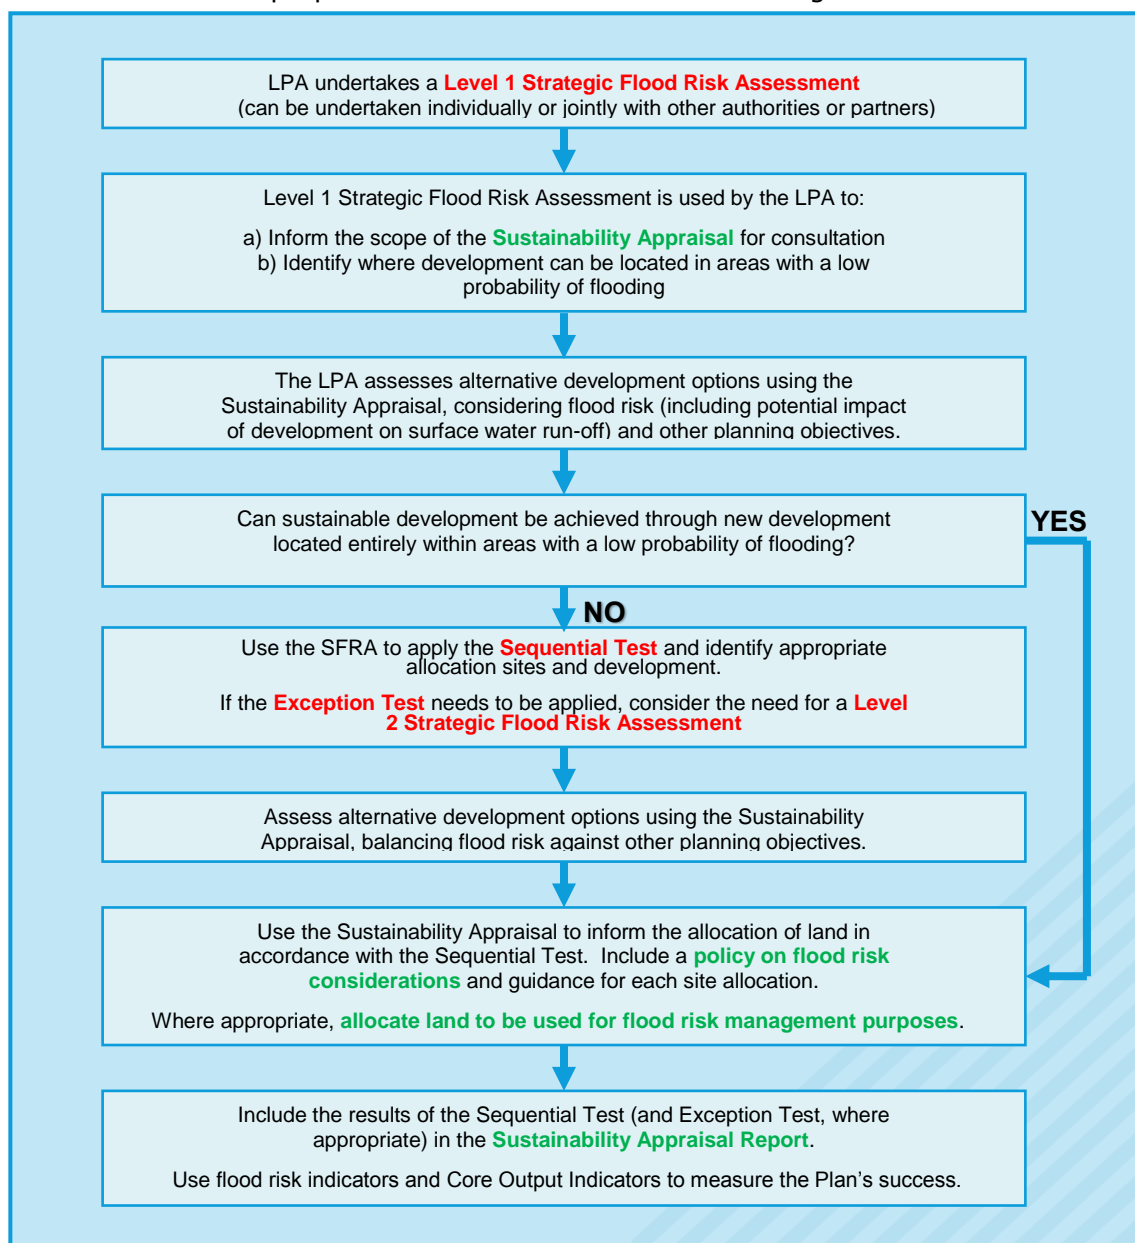 LPA undertakes a Level 1 Strategic Flood Risk Assessment
(can be undertaken individually or jointly with other authorities or partners)
Level 1 Strategic Flood Risk Assessment is used by the LPA to:
a) Inform the scope of the Sustainability Appraisal for consultation
b) Identify where development can be located in areas with a low
probability of flooding
The LPA assesses alternative development options using the
Sustainability Appraisal, considering flood risk (including potential impact
of development on surface water run-off) and other planning objectives.
Can sustainable development be achieved through new development
located entirely within areas with a low probability of flooding?
YES
NO
Use the SFRA to apply the Sequential Test and identify appropriate
allocation sites and development.
If the Exception Test needs to be applied, consider the need for a Level
2 Strategic Flood Risk Assessment
Assess alternative development options using the Sustainability
Appraisal, balancing flood risk against other planning objectives.
Use the Sustainability Appraisal to inform the allocation of land in
accordance with the Sequential Test. Include a policy on flood risk
considerations and guidance for each site allocation.
Where appropriate, allocate land to be used for flood risk management purposes.
Include the results of the Sequential Test (and Exception Test, where
appropriate) in the Sustainability Appraisal Report.
Use flood risk indicators and Core Output Indicators to measure the Plan’s success.